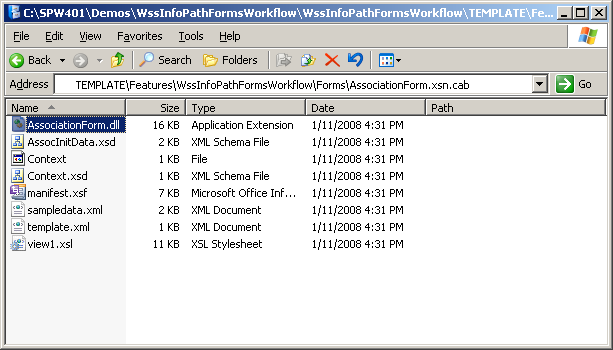 C:\SPW401\Demos\WssInfoPathFormsWorkflow\WssInfoPathFormsWorkflow\TEMPLATE\Fe...
File Edit View Favorites Tools Help
Back Search
Address TEMPLATE\Features\WssInfoPathFormsWorkflow\Forms\AssociationForm.xsn.cab Go
Name Size Type Date Path
AssociationForm.dll 16 KB Application Extension 1/11/2008 4:31 PM
AssocInitData.xsd 2 KB XML Schema File 1/11/2008 4:31 PM
Context 1 KB File 1/11/2008 4:31 PM
Context.xsd 1 KB XML Schema File 1/11/2008 4:31 PM
manifest.xsf 7 KB Microsoft Office Inf... 1/11/2008 4:31 PM
sampledata.xml 2 KB XML Document 1/11/2008 4:31 PM
template.xml 1 KB XML Document 1/11/2008 4:31 PM
view1.xsl 11 KB XSL Stylesheet 1/11/2008 4:31 PM